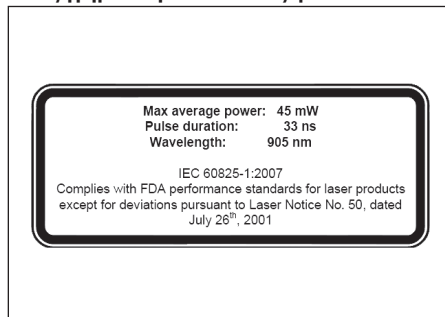 Max average power: 45 mW
Pulse duration: 33 ns
Wavelength: 905 nm
IEC 60825-1:2007
Complies with FDA performance standards for laser products
except for deviations pursuant to Laser Notice No. 50, dated
July 26th, 2001